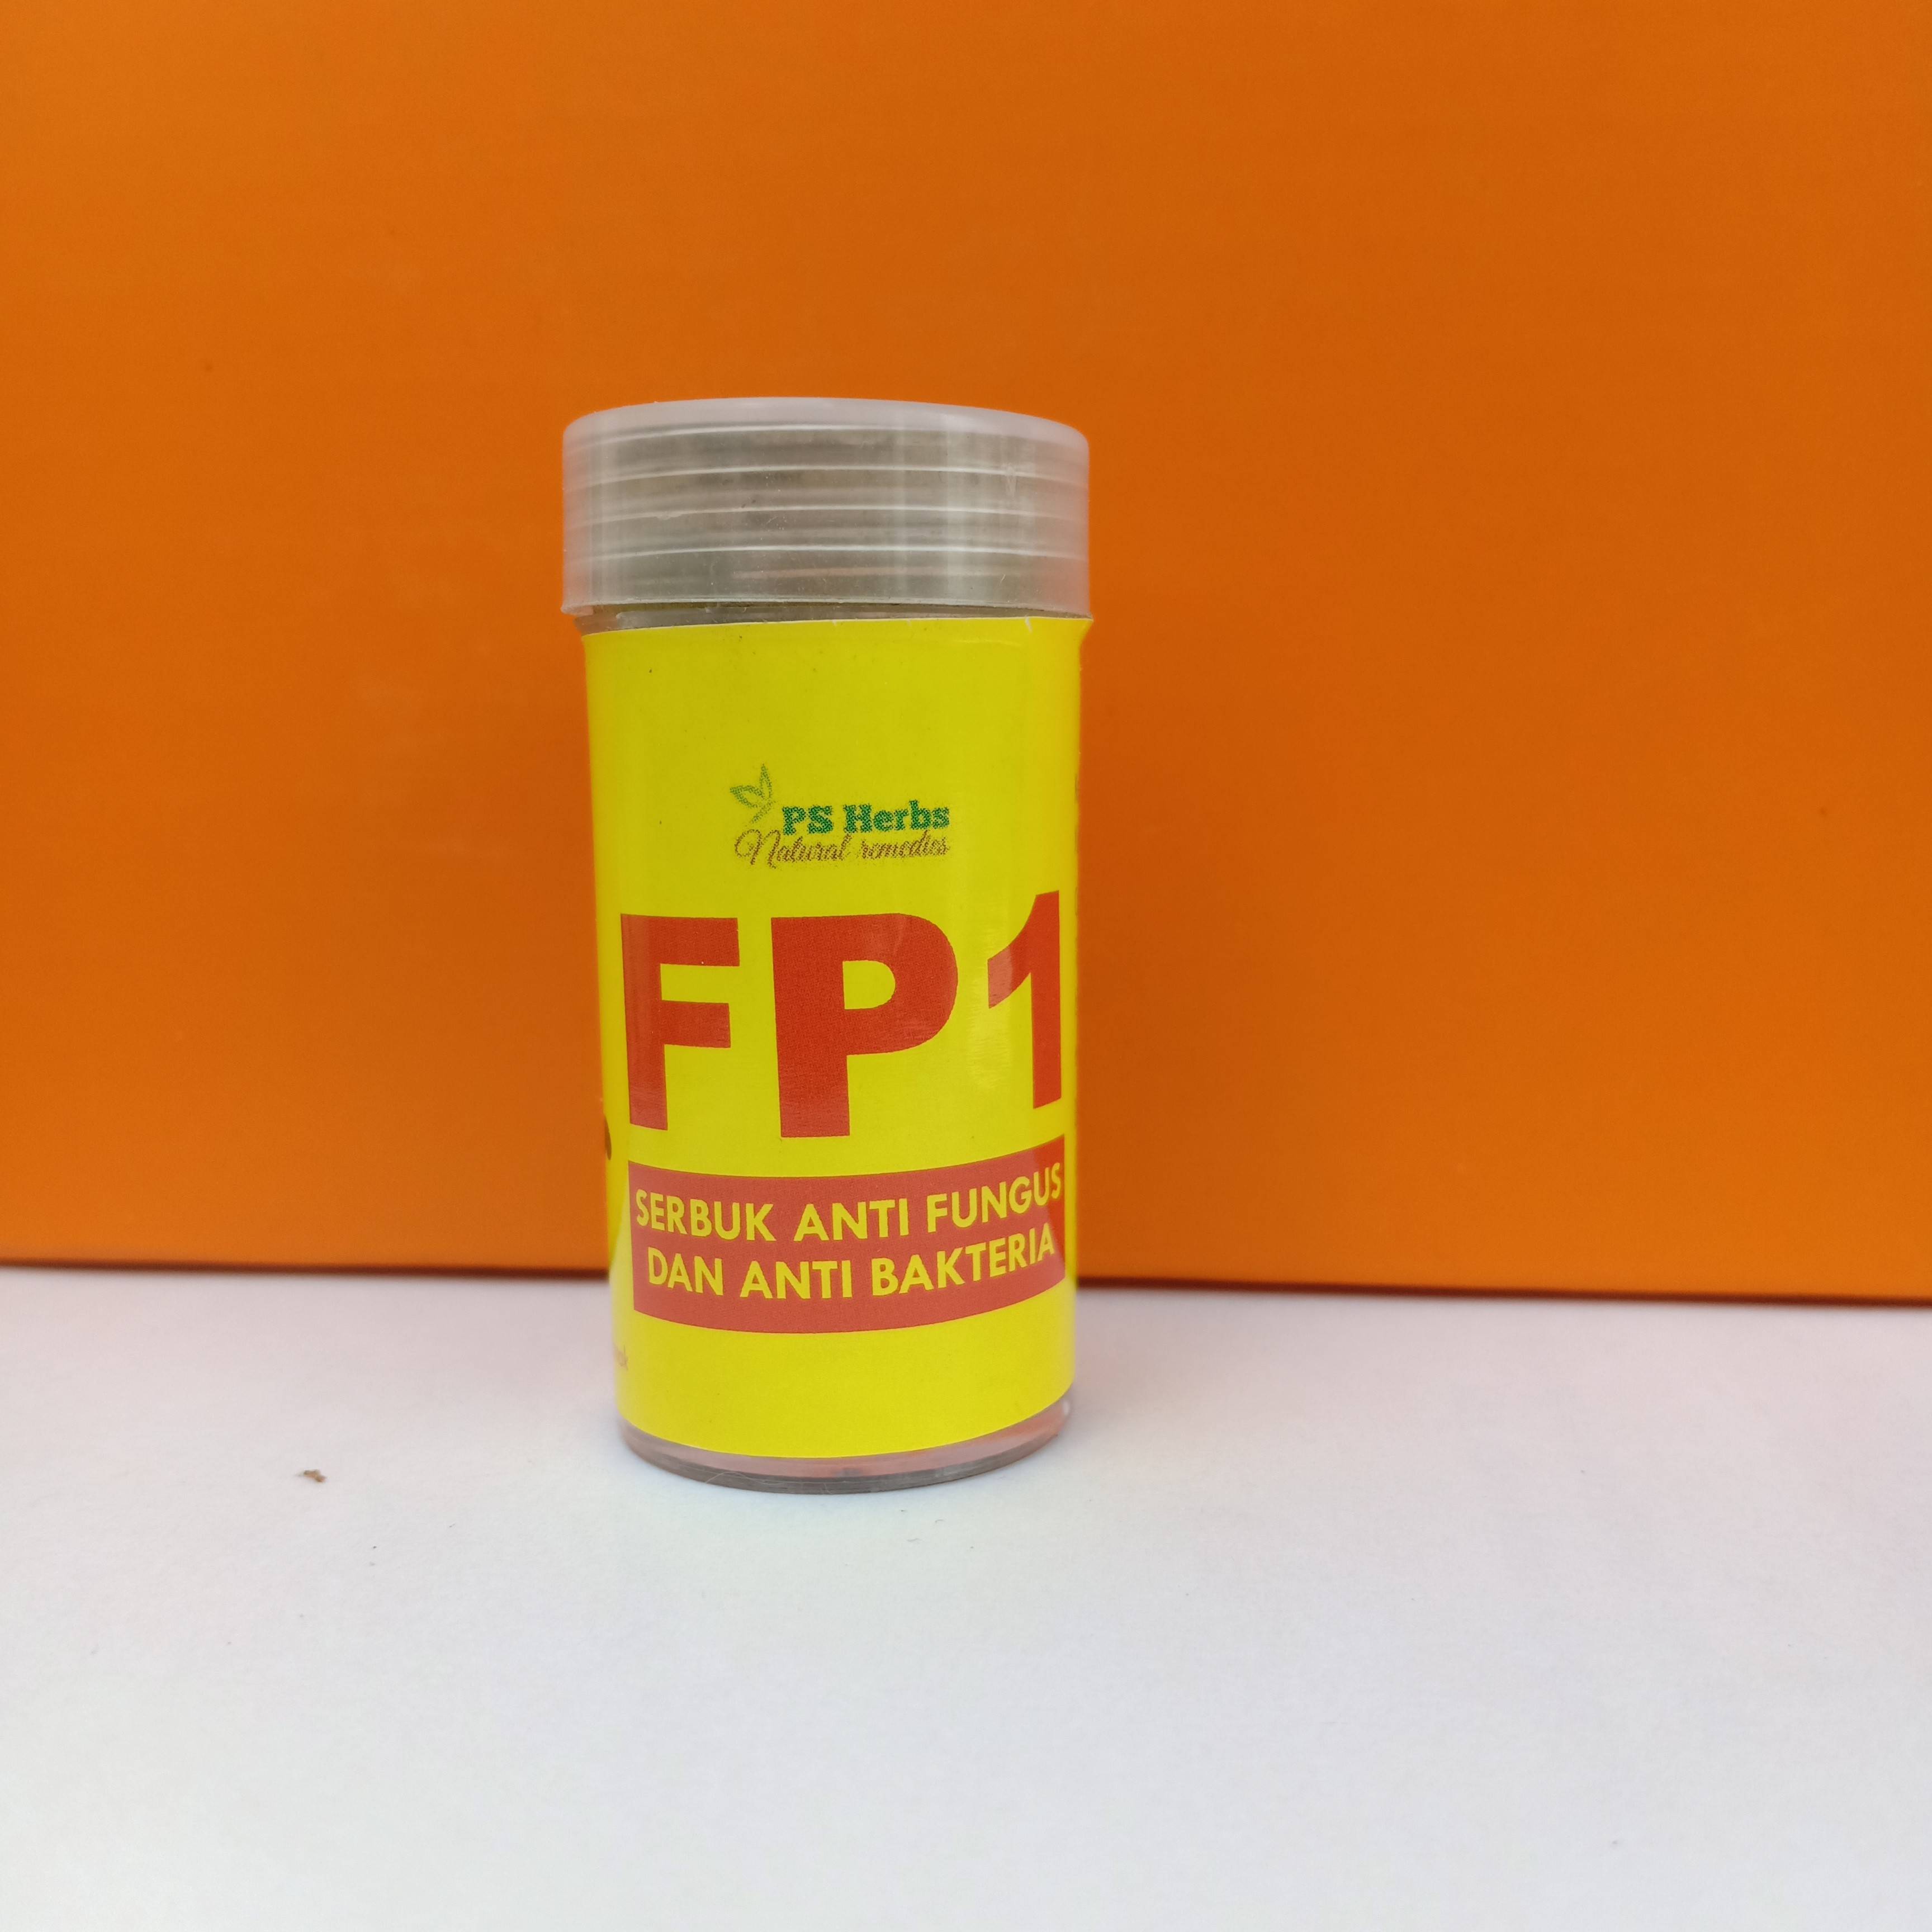 PS Herbs
Natural remedies
FP1
SERBUK ANTI FUNGUS
DAN ANTI BAKTERIA